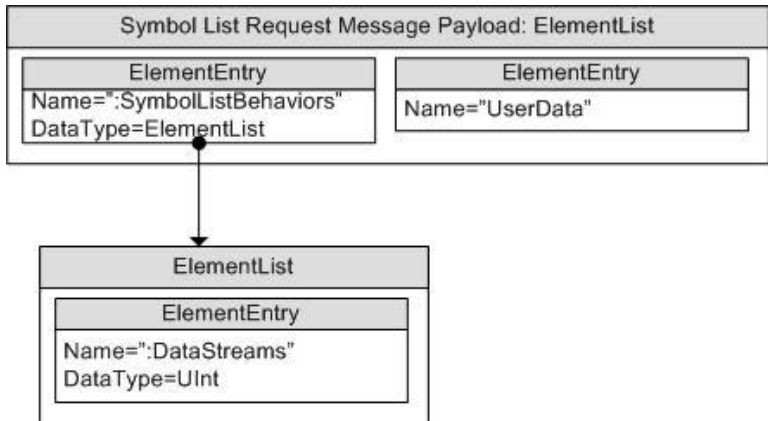 Symbol List Request Message Payload: ElementList
ElementEntry
Name=":SymbolListBehaviors"
DataType=ElementList
ElementEntry
Name="UserData"
ElementList
ElementEntry
Name=":DataStreams"
DataType=UInt